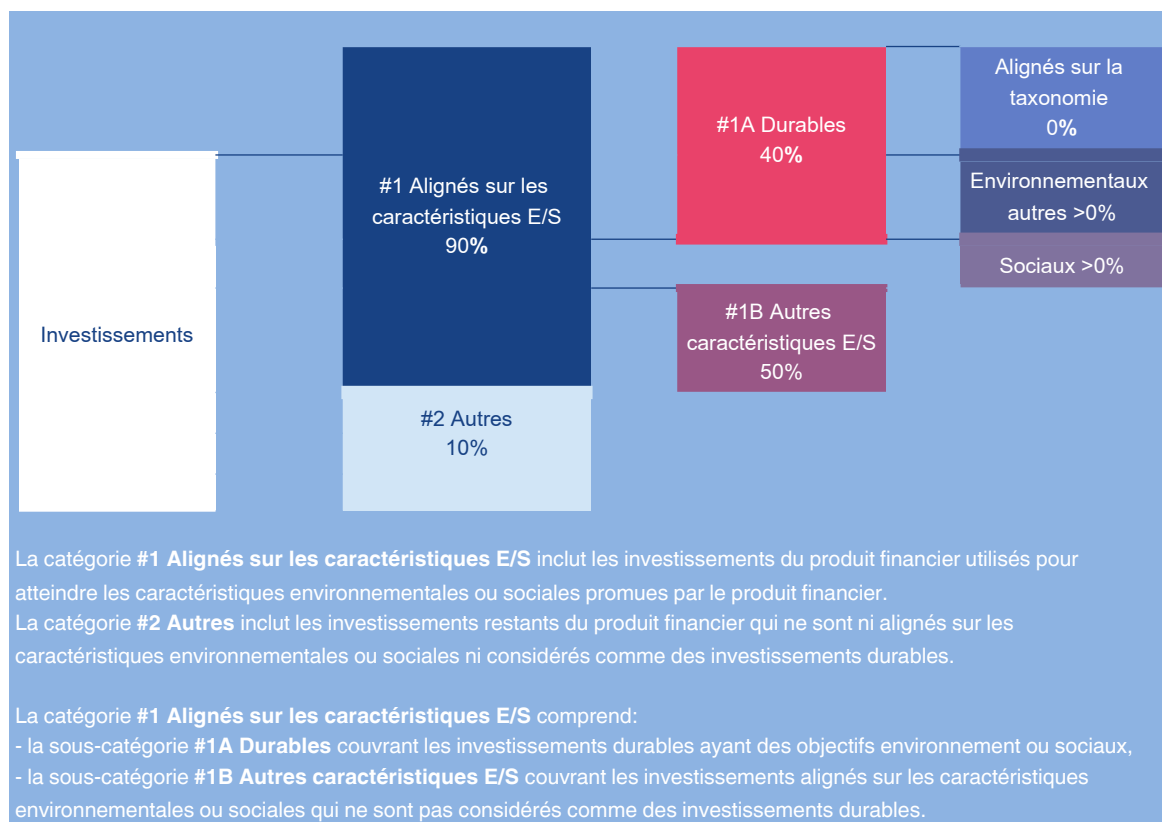 Investissements
#1 Alignés sur les
caractéristiques E/S
90%
#2 Autres
10%
#1A Durables
40%
#1B Autres
caractéristiques E/S
50%
Alignés sur la
taxonomie
0%
Environnementaux
autres >0%
Sociaux >0%
La catégorie #1 Alignés sur les caractéristiques E/S inclut les investissements du produit financier utilisés pour
atteindre les caractéristiques environnementales ou sociales promues par le produit financier.
La catégorie #2 Autres inclut les investissements restants du produit financier qui ne sont ni alignés sur les
caractéristiques environnementales ou sociales ni considérés comme des investissements durables.
La catégorie #1 Alignés sur les caractéristiques E/S comprend:
- la sous-catégorie #1A Durables couvrant les investissements durables ayant des objectifs environnement ou sociaux,
- la sous-catégorie #1B Autres caractéristiques E/S couvrant les investissements alignés sur les caractéristiques
environnementales ou sociales qui ne sont pas considérés comme des investissements durables.